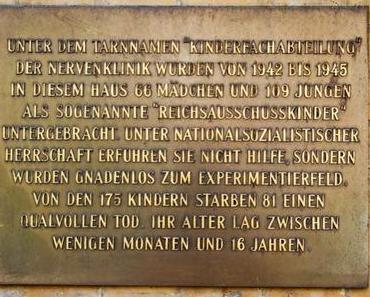 UNTER DEM TARNNAMEN "KINDERFACHABTEILUNG"
DER NERVENKLINIK WURDEN VON 1942 BIS 1945
IN DIESEM HAUS 66 MÄDCHEN UND 109 JUNGEN
ALS SOGENANNTE "REICHSAUSSCHUSSKINDER"
UNTERGEBRACHT. UNTER NATIONALSOZIALISTISCHER
HERRSCHAFT ERFUHREN SIE NICHT HILFE, SONDERN
WURDEN GNADENLOS ZUM EXPERIMENTIERFELD.
VON DEN 175 KINDERN STARBEN 81 EINEN
QUALVOLLEN TOD. IHR ALTER LAG ZWISCHEN
WENIGEN MONATEN UND 16 JAHREN.